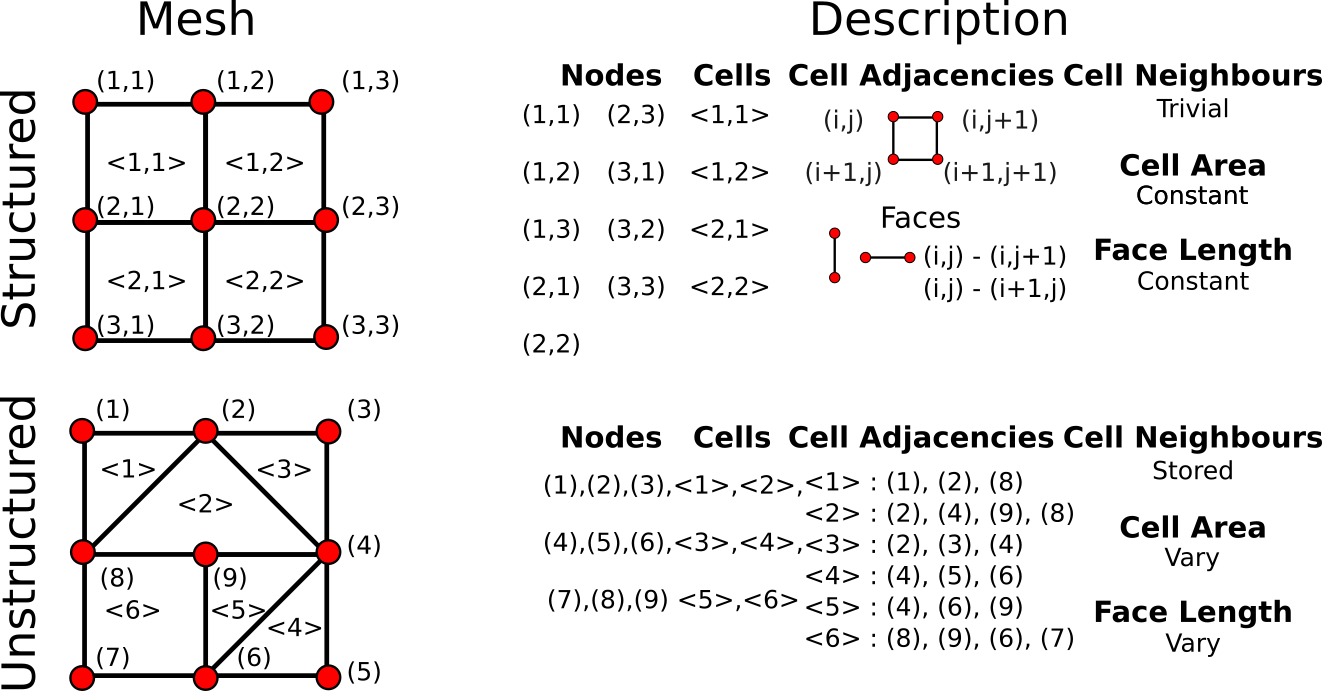 Mesh
Description
Structured
(1,1) (1,2) (1,3)
<1,1> <1,2>
(2,1) (2,2) (2,3)
<2,1> <2,2>
(3,1) (3,2) (3,3)
Nodes Cells Cell Adjacencies Cell Neighbours
(1,1) (2,3) <1,1>
(1,2) (3,1) <1,2>
(1,3) (3,2) <2,1>
(2,1) (3,3) <2,2>
(2,2)
(i,j) (i,j+1)
(i+1,j) (i+1,j+1)
Faces
(i,j) - (i,j+1)
(i,j) - (i+1,j)
Trivial
Cell Area
Constant
Face Length
Constant
Unstructured
(1) (2) (3)
<1> <3>
<2>
(4)
(8) (9)
<6> <5>
<4>
(7) (6) (5)
Nodes Cells Cell Adjacencies Cell Neighbours
(1),(2),(3),<1>,<2>,
(4),(5),(6),<3>,<4>,
(7),(8),(9) <5>,<6>
<1> : (1), (2), (8)
<2> : (2), (4), (9), (8)
<3> : (2), (3), (4)
<4> : (4), (5), (6)
<5> : (4), (6), (9)
<6> : (8), (9), (6), (7)
Stored
Cell Area
Vary
Face Length
Vary